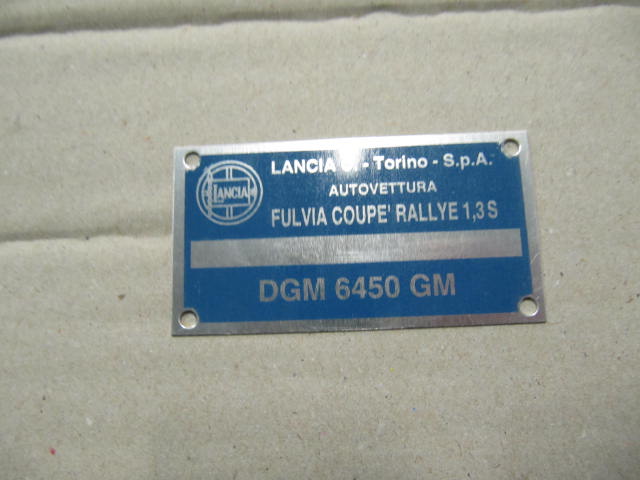 LANCIA
LANCIA - Torino - S.p.A.
AUTOVETTURA
FULVIA COUPE' RALLYE 1,3 S
DGM 6450 GM